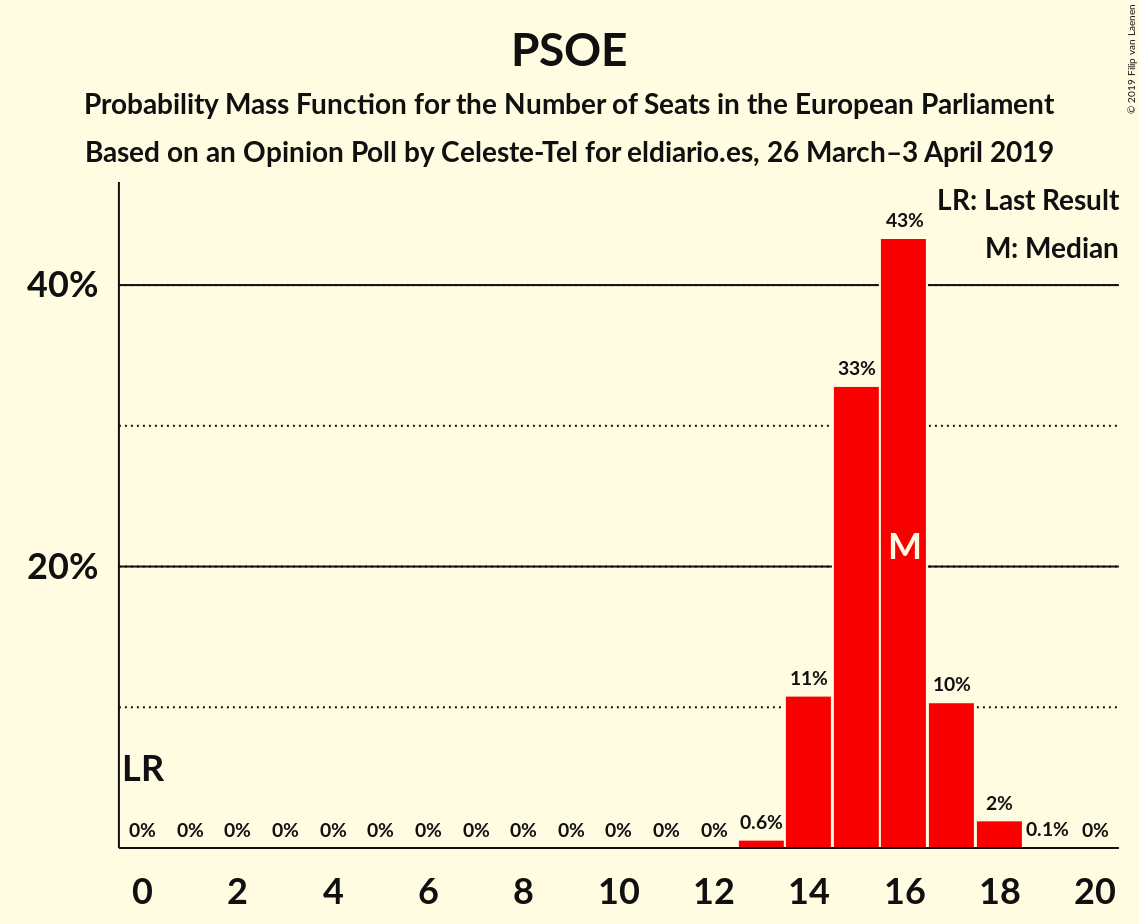 PSOE
Probability Mass Function for the Number of Seats in the European Parliament
Based on an Opinion Poll by Celeste-Tel for eldiario.es, 26 March–3 April 2019
© 2019 Filip van Laenen
LR: Last Result
M: Median
43%
40%
33%
M
20%
11%
10%
LR
2%
0% 0% 0% 0% 0% 0% 0% 0% 0% 0% 0% 0% 0% 0.6% 0.1% 0%
0 2 4 6 8 10 12 14 16 18 20